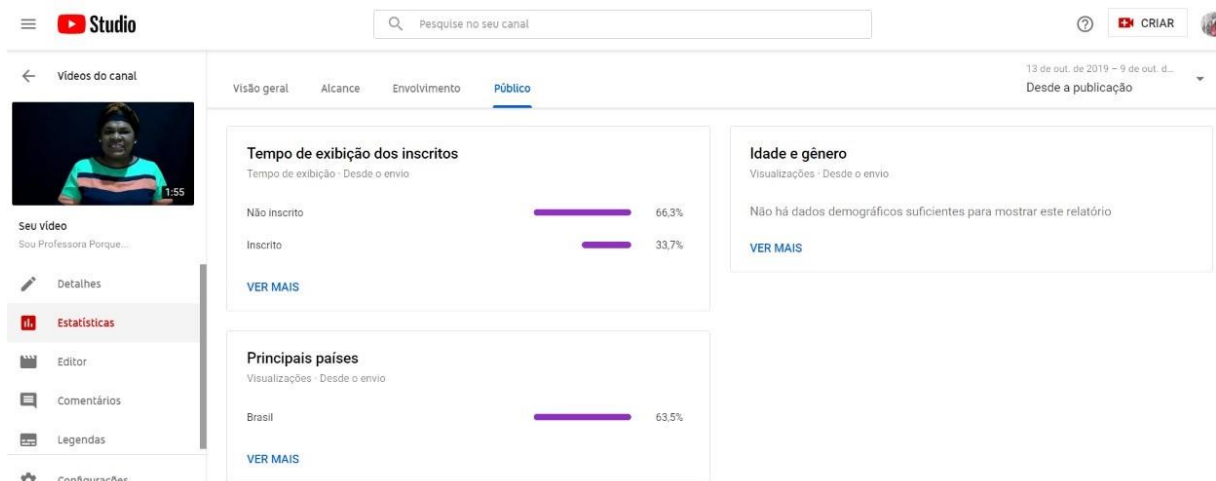 Studio
Pesquise no seu canal
CRIAR
Vídeos do canal
1:55
Seu vídeo
Sou Professora Porque...
Detalhes
Estatísticas
Editor
Comentários
Legendas
Configurações
Visão geral
Alcance
Envolvimento
Público
13 de out. de 2019 – 9 de out. d...
Desde a publicação
Tempo de exibição dos inscritos
Tempo de exibição · Desde o envio
Não inscrito 66,3%
Inscrito 33,7%
VER MAIS
Idade e gênero
Visualizações · Desde o envio
Não há dados demográficos suficientes para mostrar este relatório
VER MAIS
Principais países
Visualizações · Desde o envio
Brasil 63,5%
VER MAIS